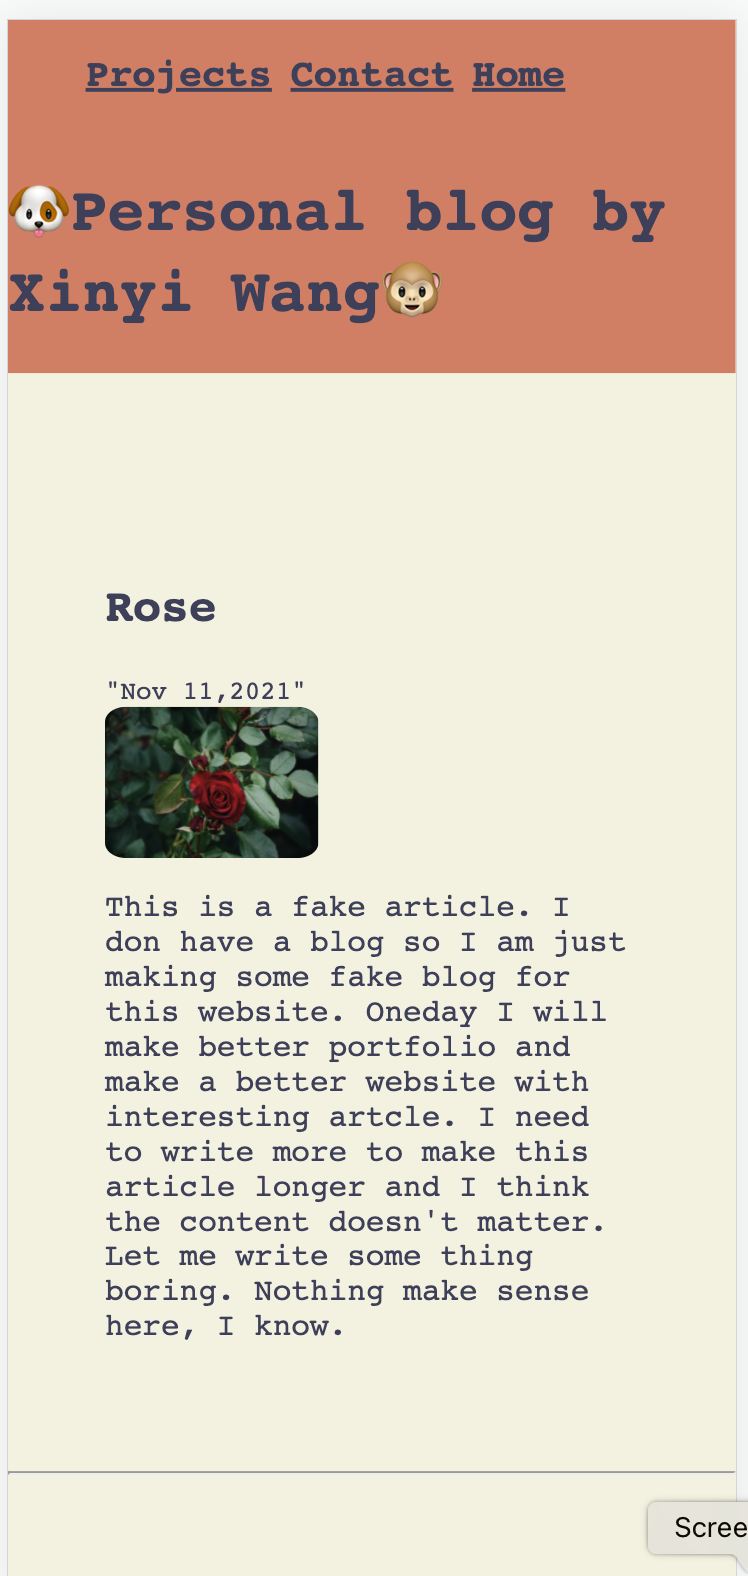 Projects Contact Home
🐶Personal blog by
Xinyi Wang🐵
Rose
"Nov 11,2021"
This is a fake article. I
don have a blog so I am just
making some fake blog for
this website. Oneday I will
make better portfolio and
make a better website with
interesting artcle. I need
to write more to make this
article longer and I think
the content doesn't matter.
Let me write some thing
boring. Nothing make sense
here, I know.
Scree